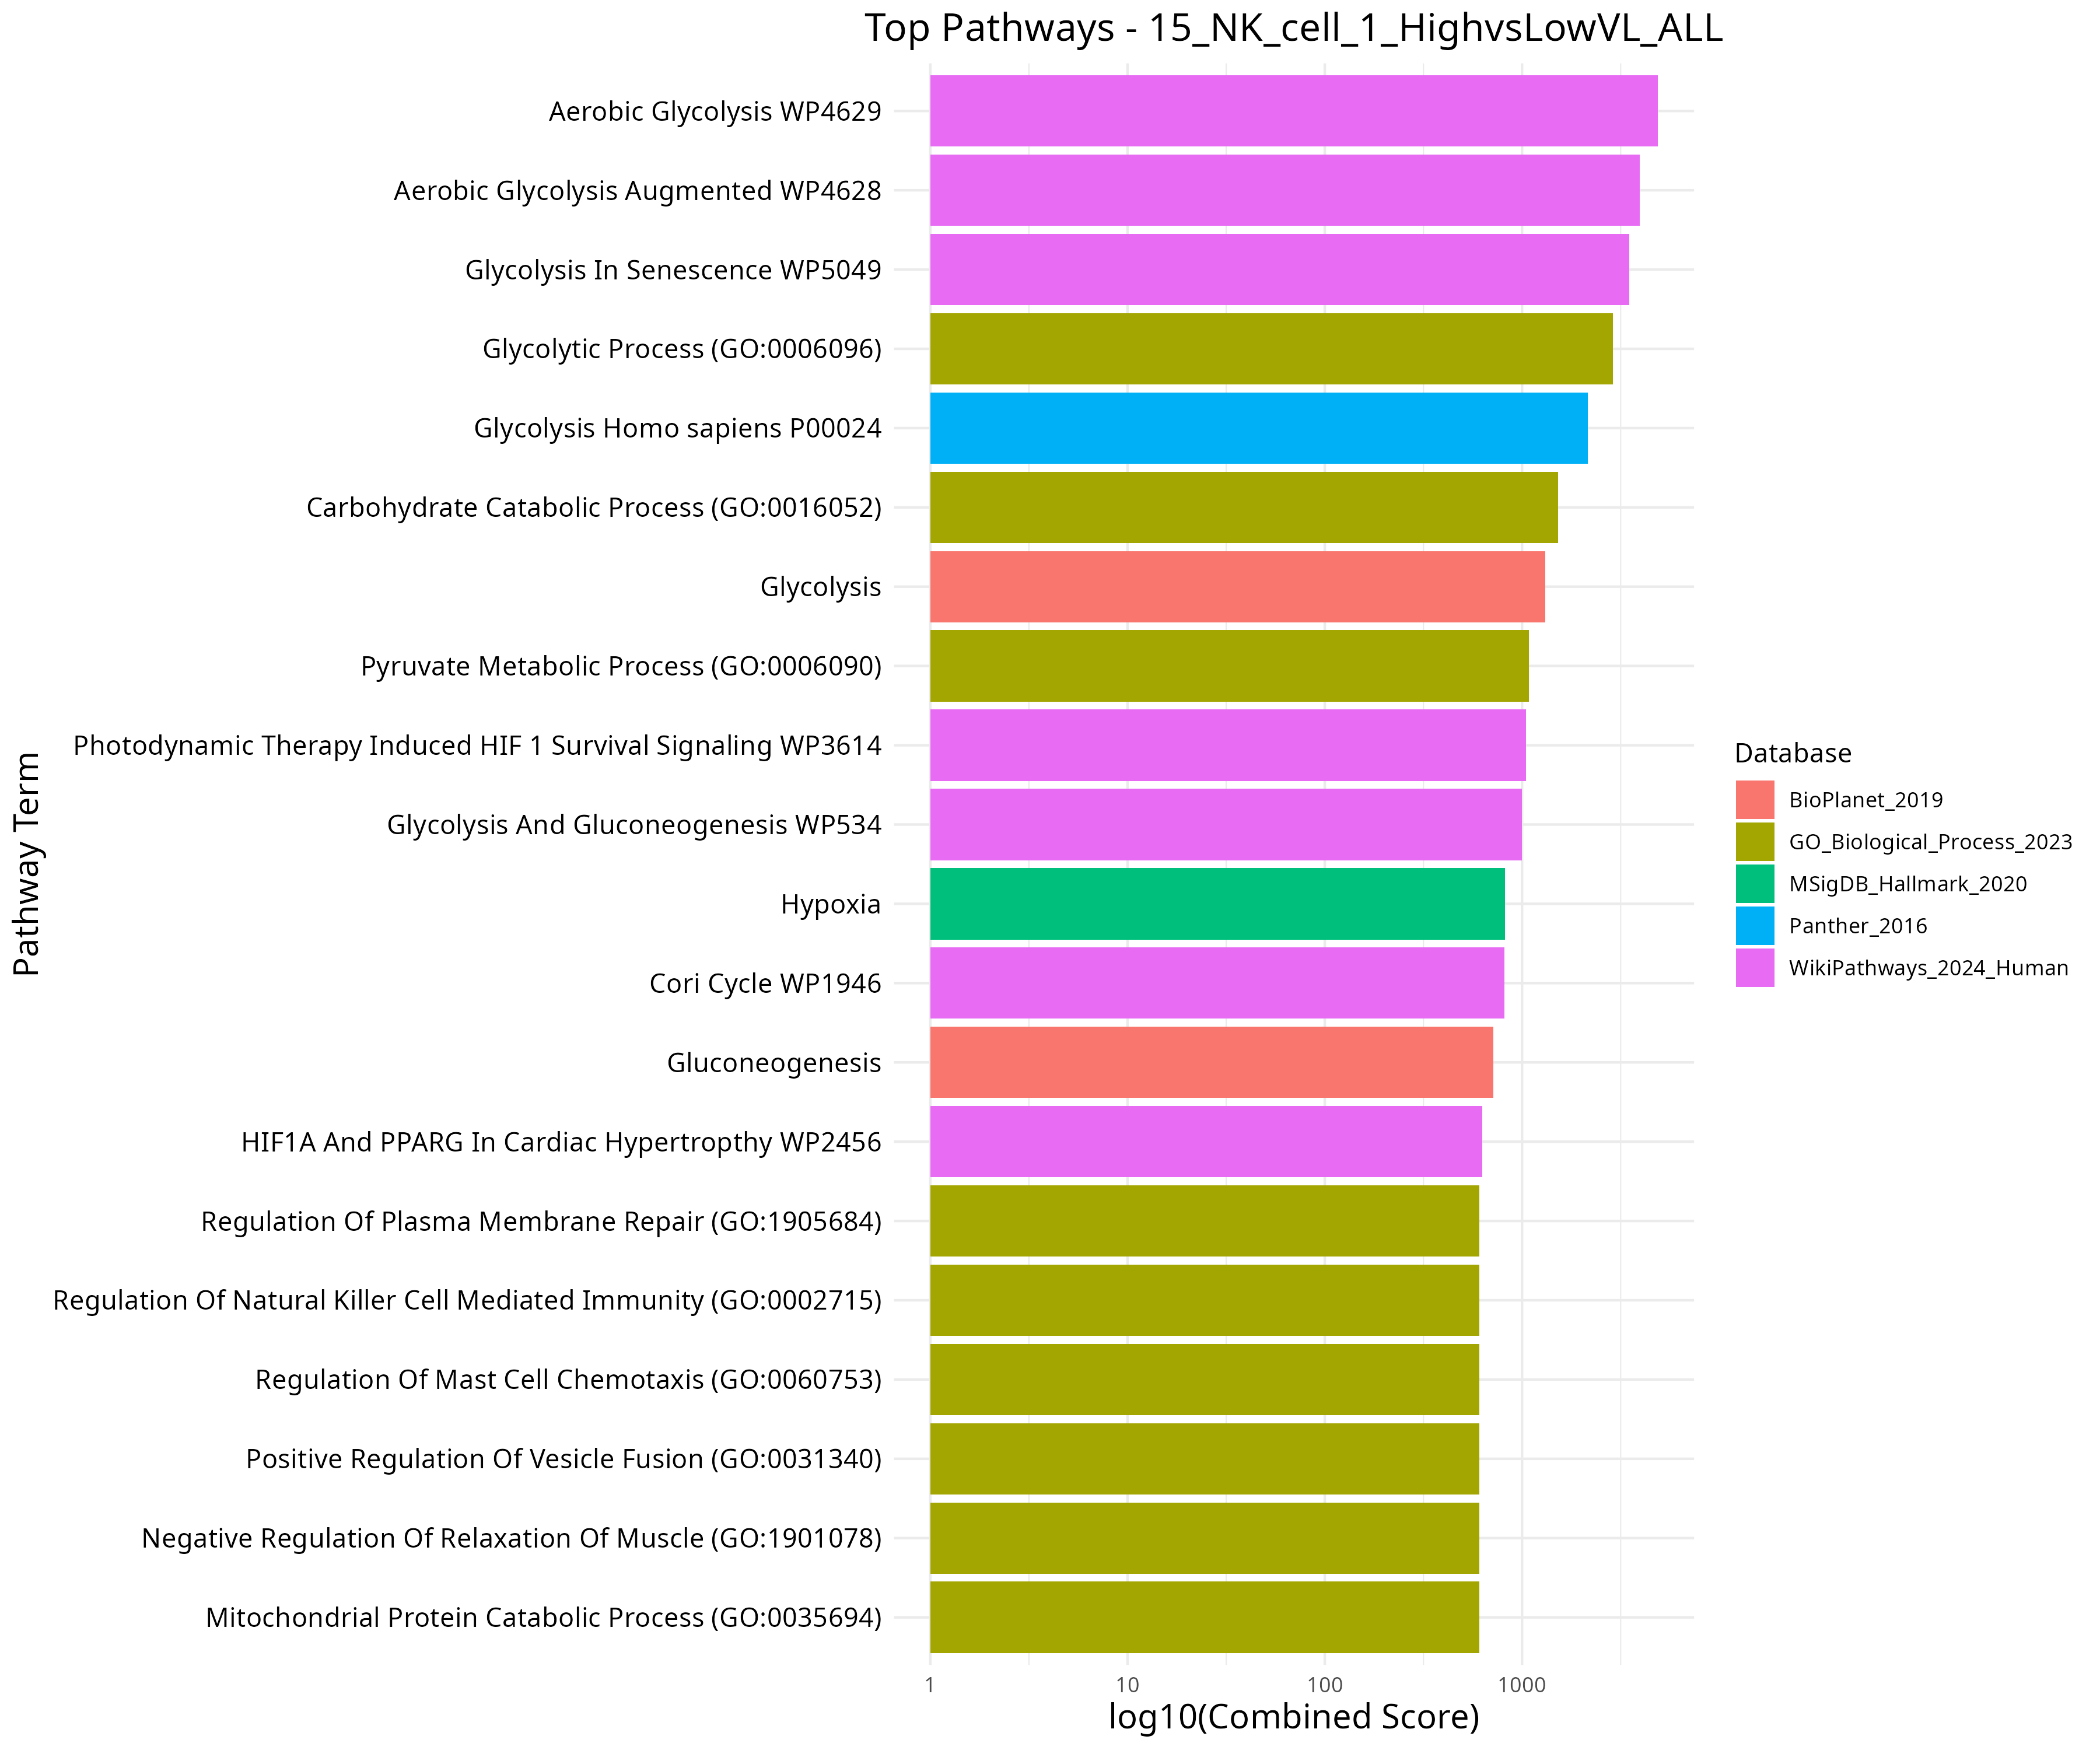 Top Pathways - 15_NK_cell_1_HighvsLowVL_ALL
Pathway Term
Aerobic Glycolysis WP4629
Aerobic Glycolysis Augmented WP4628
Glycolysis In Senescence WP5049
Glycolytic Process (GO:0006096)
Glycolysis Homo sapiens P00024
Carbohydrate Catabolic Process (GO:0016052)
Glycolysis
Pyruvate Metabolic Process (GO:0006090)
Photodynamic Therapy Induced HIF 1 Survival Signaling WP3614
Glycolysis And Gluconeogenesis WP534
Hypoxia
Cori Cycle WP1946
Gluconeogenesis
HIF1A And PPARG In Cardiac Hypertropthy WP2456
Regulation Of Plasma Membrane Repair (GO:1905684)
Regulation Of Natural Killer Cell Mediated Immunity (GO:0002715)
Regulation Of Mast Cell Chemotaxis (GO:0060753)
Positive Regulation Of Vesicle Fusion (GO:0031340)
Negative Regulation Of Relaxation Of Muscle (GO:1901078)
Mitochondrial Protein Catabolic Process (GO:0035694)
1 10 100 1000
log10(Combined Score)
Database
BioPlanet_2019
GO_Biological_Process_2023
MSigDB_Hallmark_2020
Panther_2016
WikiPathways_2024_Human